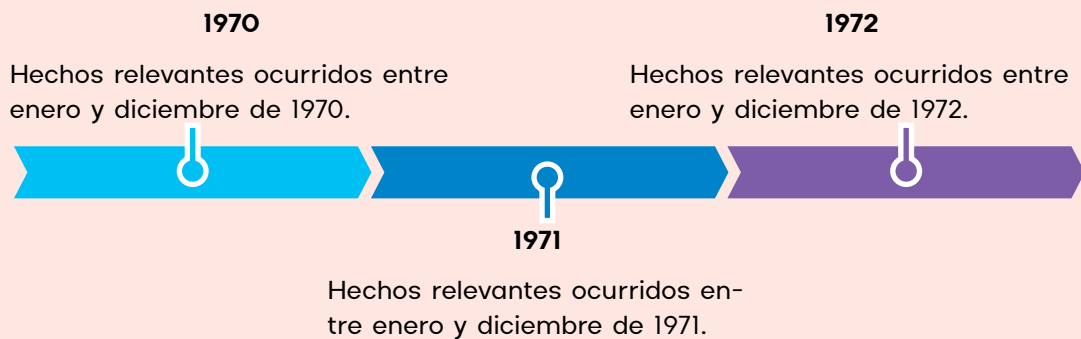 1970
Hechos relevantes ocurridos entre
enero y diciembre de 1970.
1972
Hechos relevantes ocurridos entre
enero y diciembre de 1972.
1971
Hechos relevantes ocurridos en-
tre enero y diciembre de 1971.